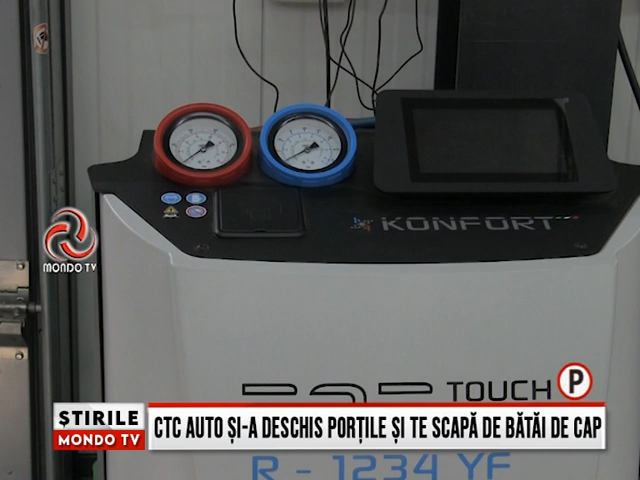 KONFORT
MONDO TV
TOUCH
P
ȘTIRILE
MONDO TV
CTC AUTO ȘI-A DESCHIS PORȚILE ȘI TE SCAPĂ DE BĂTĂI DE CAP
R - 1234 YF